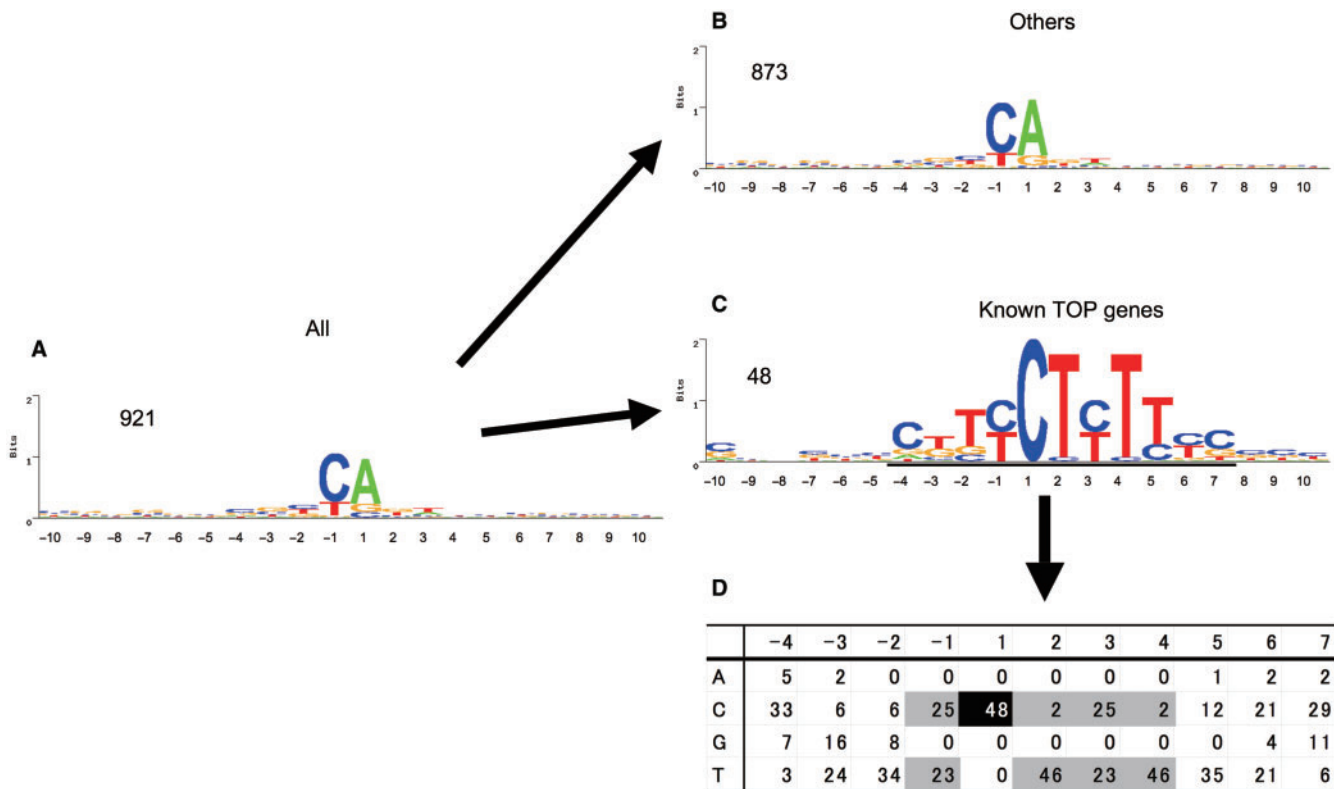 B
Others
2
Bits
1
0
873
CA
T
-10 -9 -8 -7 -6 -5 -4 -3 -2 -1 1 2 3 4 5 6 7 8 9 10
C
Known TOP genes
2
Bits
1
0
48
C T T C C T C T T C C
T T C T
-10 -9 -8 -7 -6 -5 -4 -3 -2 -1 1 2 3 4 5 6 7 8 9 10
A
All
2
Bits
1
0
921
CA
T
-10 -9 -8 -7 -6 -5 -4 -3 -2 -1 1 2 3 4 5 6 7 8 9 10
D
-4 -3 -2 -1 1 2 3 4 5 6 7
A 5 2 0 0 0 0 0 0 1 2 2
C 33 6 6 25 48 2 25 2 12 21 29
G 7 16 8 0 0 0 0 0 0 4 11
T 3 24 34 23 0 46 23 46 35 21 6